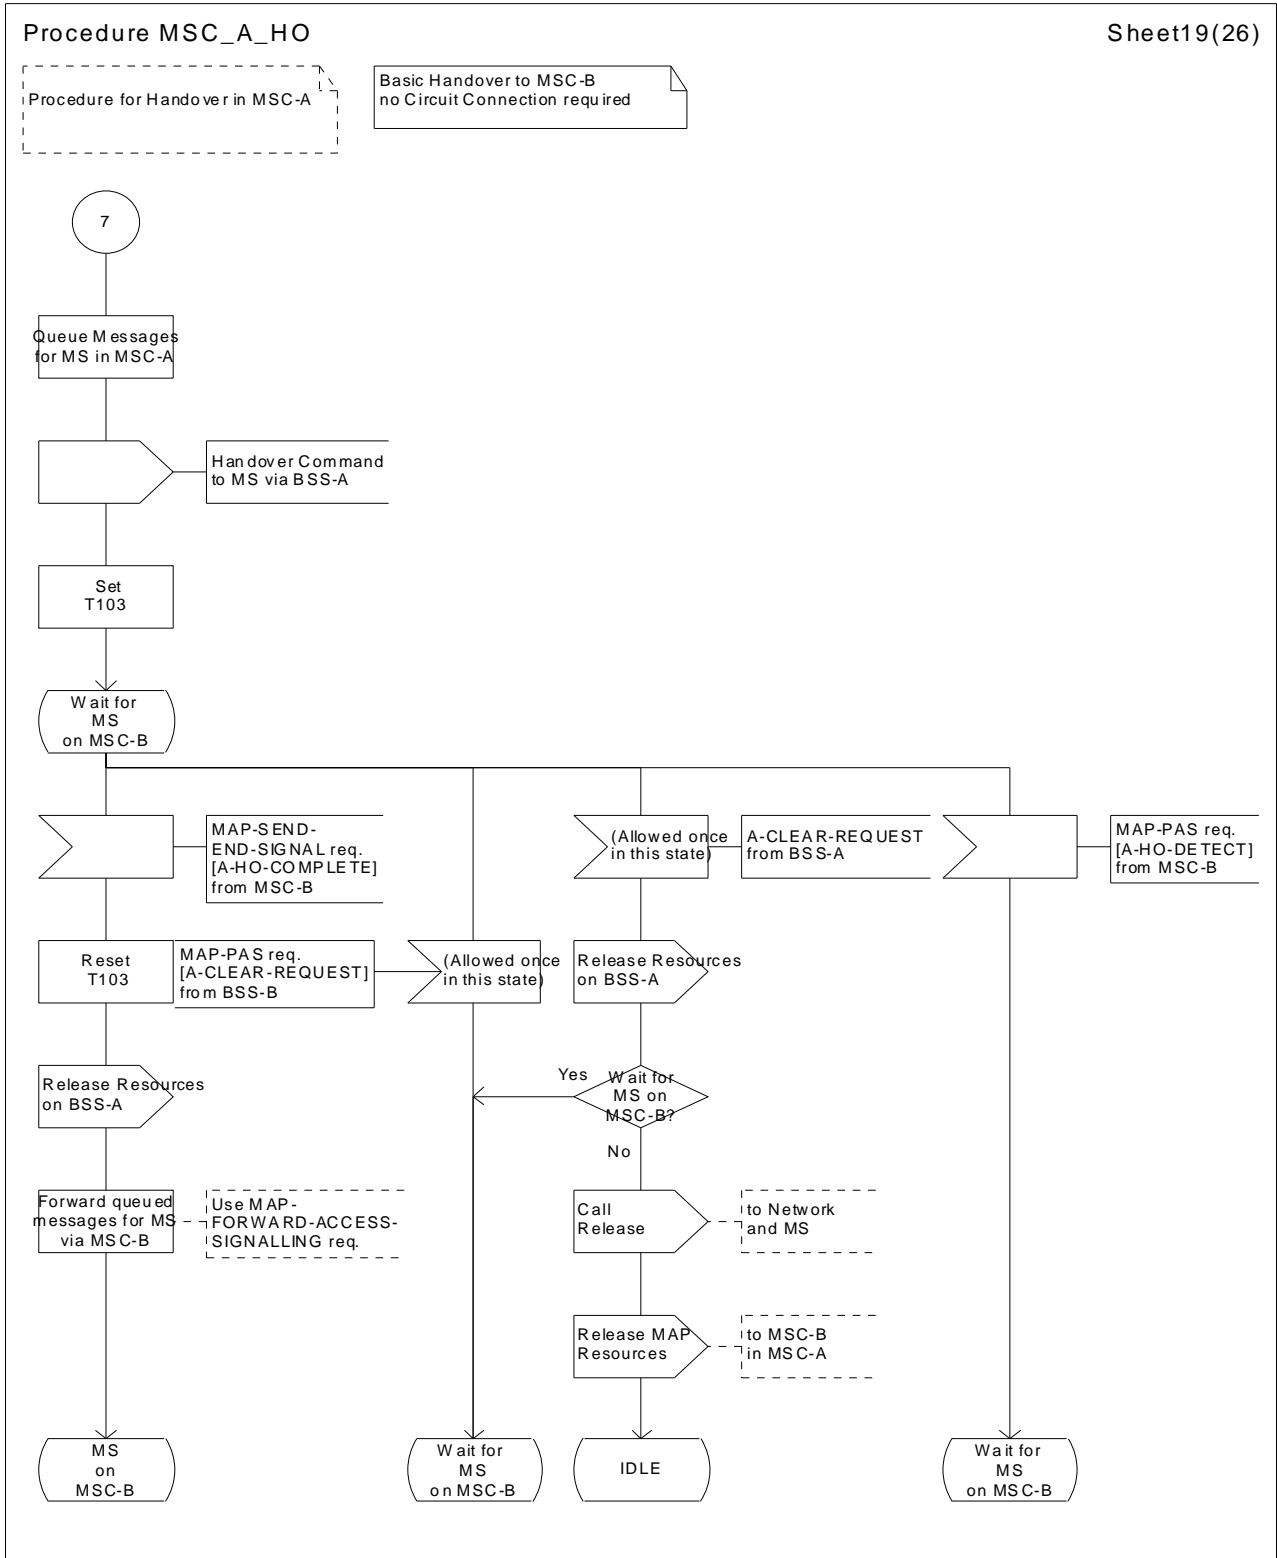 Procedure MSC_A_HO
Sheet19(26)
Procedure for Handover in MSC-A
Basic Handover to MSC-B
no Circuit Connection required
7
Queue Messages
for MS in MSC-A
Handover Command
to MS via BSS-A
Set
T103
Wait for
MS
on MSC-B
MAP-SEND-
END-SIGNAL req.
[A-HO-COMPLETE]
from MSC-B
(Allowed once
in this state)
A-CLEAR-REQUEST
from BSS-A
MAP-PAS req.
[A-HO-DETECT]
from MSC-B
Reset
T103
MAP-PAS req.
[A-CLEAR-REQUEST]
from BSS-B
(Allowed once
in this state)
Release Resources
on BSS-A
Release Resources
on BSS-A
Yes
Wait for
MS on
MSC-B?
No
Forward queued
messages for MS
via MSC-B
Use MAP-
FORWARD-ACCESS-
SIGNALLING req.
Call
Release
to Network
and MS
Release MAP
Resources
to MSC-B
in MSC-A
MS
on
MSC-B
Wait for
MS
on MSC-B
IDLE
Wait for
MS
on MSC-B